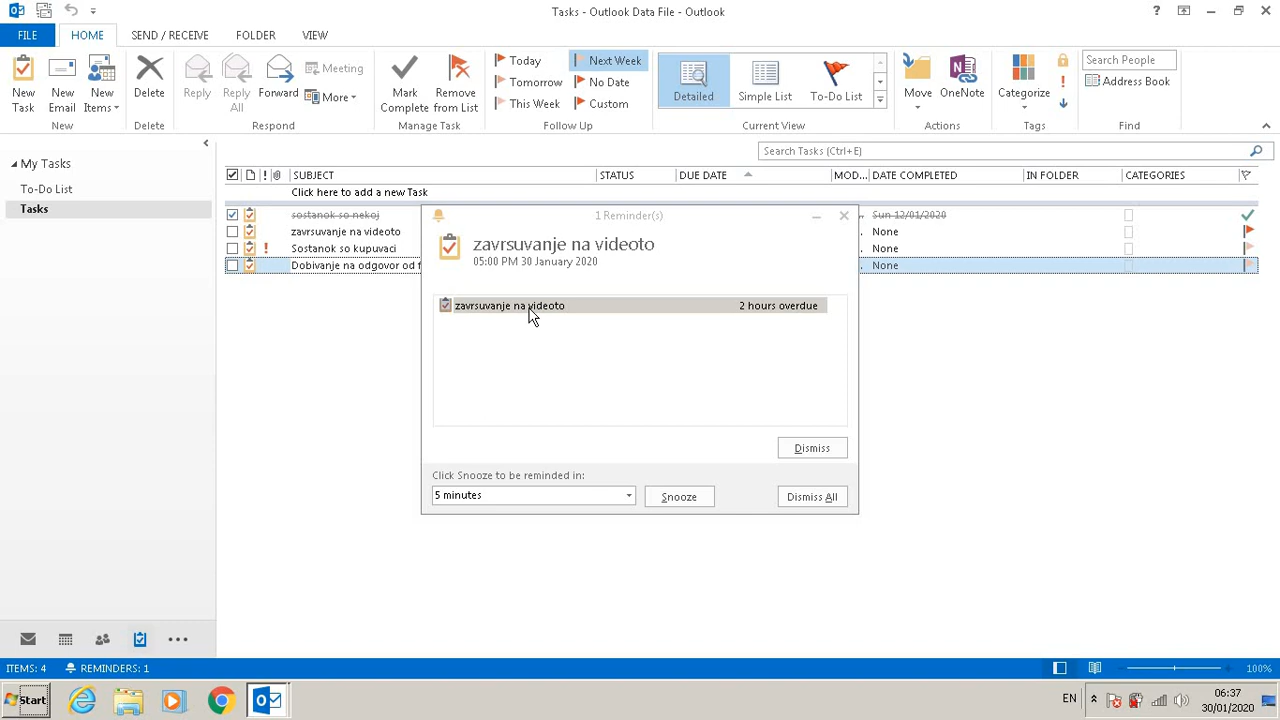 Tasks - Outlook Data File - Outlook
FILE
HOME
SEND / RECEIVE
FOLDER
VIEW
New Task
New Email
New Items
New
Delete
Delete
Reply
Reply All
Forward
Meeting
More
Respond
Mark Complete
Remove from List
Manage Task
Today
Tomorrow
This Week
Next Week
No Date
Custom
Follow Up
Detailed
Simple List
To-Do List
Current View
Move
OneNote
Actions
Categorize
Tags
Search People
Address Book
Find
My Tasks
To-Do List
Tasks
Search Tasks (Ctrl+E)
SUBJECT STATUS DUE DATE MOD... DATE COMPLETED IN FOLDER CATEGORIES
Click here to add a new Task
sostanok so nekoj Sun 12/01/2020
zavrsuvanje na videoto None
Sostanok so kupuvaci None
Dobivanje na odgovor od f None
1 Reminder(s)
zavrsuvanje na videoto
05:00 PM 30 January 2020
zavrsuvanje na videoto 2 hours overdue
Dismiss
Click Snooze to be reminded in:
5 minutes
Snooze
Dismiss All
ITEMS: 4 REMINDERS: 1
100%
Start
EN
06:37
30/01/2020